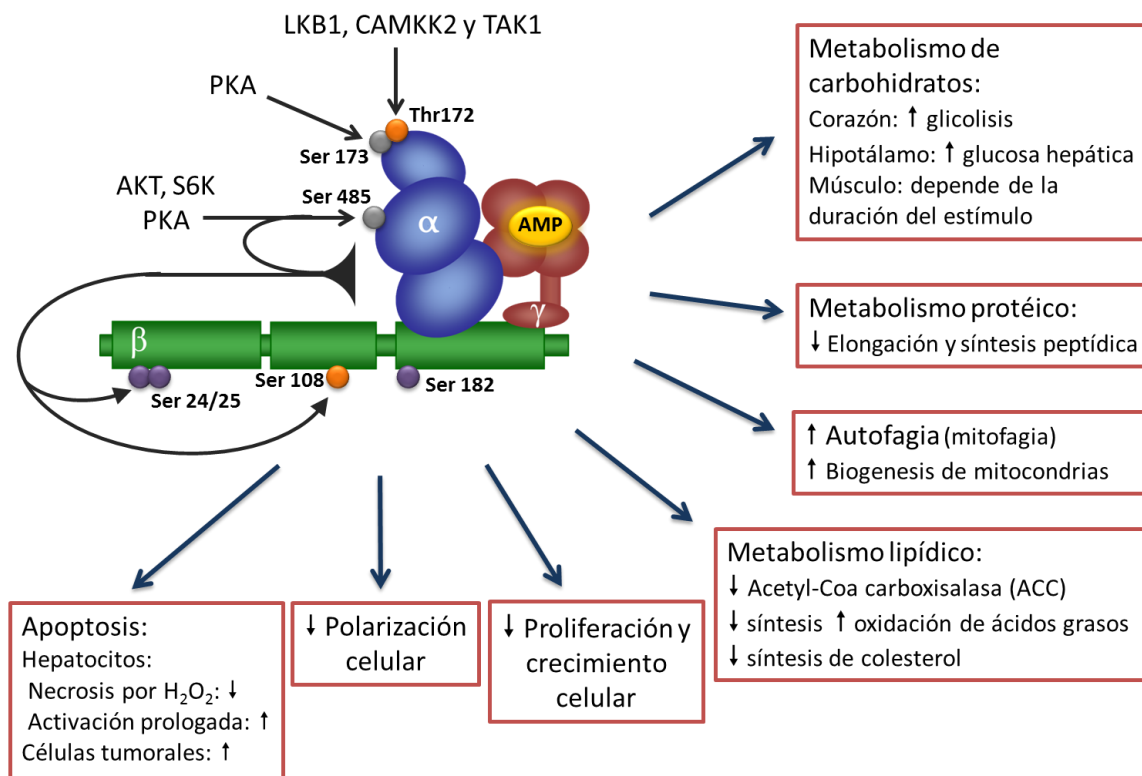 LKB1, CAMKK2 y TAK1
PKA
Thr172
Ser 173
AKT, S6K
PKA
Ser 485
α
AMP
γ
β
Ser 24/25
Ser 108
Ser 182
Metabolismo de
carbohidratos:
Corazón: ↑ glicolisis
Hipotálamo: ↑ glucosa hepática
Músculo: depende de la
duración del estímulo
Metabolismo protéico:
↓ Elongación y síntesis peptídica
↑ Autofagia (mitofagia)
↑ Biogenesis de mitocondrias
Metabolismo lipídico:
↓ Acetyl-Coa carboxisalasa (ACC)
↓ síntesis ↑ oxidación de ácidos grasos
↓ síntesis de colesterol
↓ Proliferación y
crecimiento
celular
↓ Polarización
celular
Apoptosis:
Hepatocitos:
Necrosis por H₂O₂: ↓
Activación prologada: ↑
Células tumorales: ↑